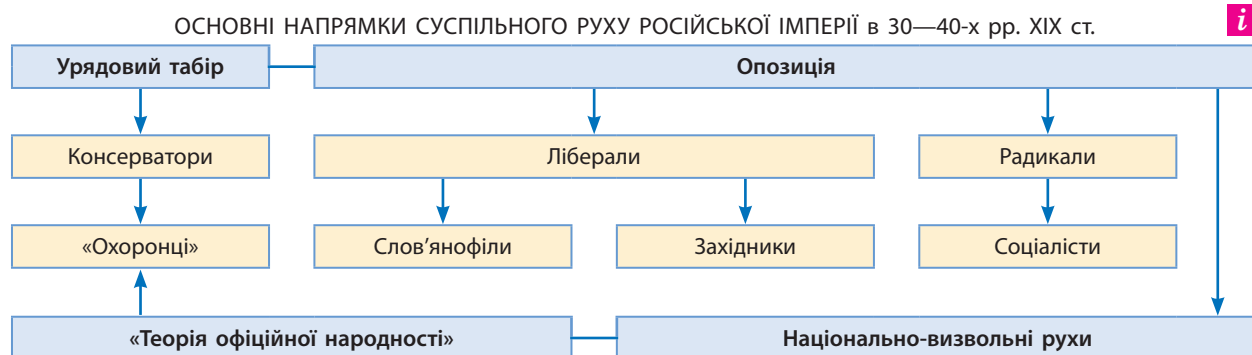 ОСНОВНІ НАПРЯМКИ СУСПІЛЬНОГО РУХУ РОСІЙСЬКОЇ ІМПЕРІЇ в 30—40-х рр. XIX ст.
i
Урядовий табір
Опозиція
Консерватори
Ліберали
Радикали
«Охоронці»
Слов’янофіли
Західники
Соціалісти
«Теорія офіційної народності»
Національно-визвольні рухи